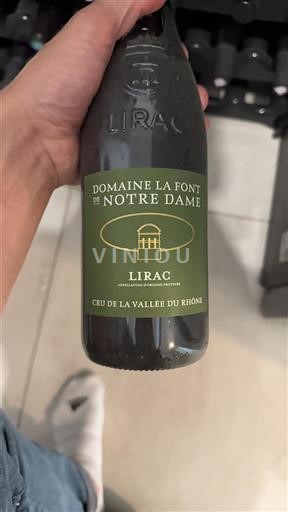 LIRAC
DOMAINE LA FONT
DE NOTRE DAME
VINIOU
LIRAC
APPELLATION D'ORIGINE PROTÉGÉE
CRU DE LA VALLÉE DU RHÔNE